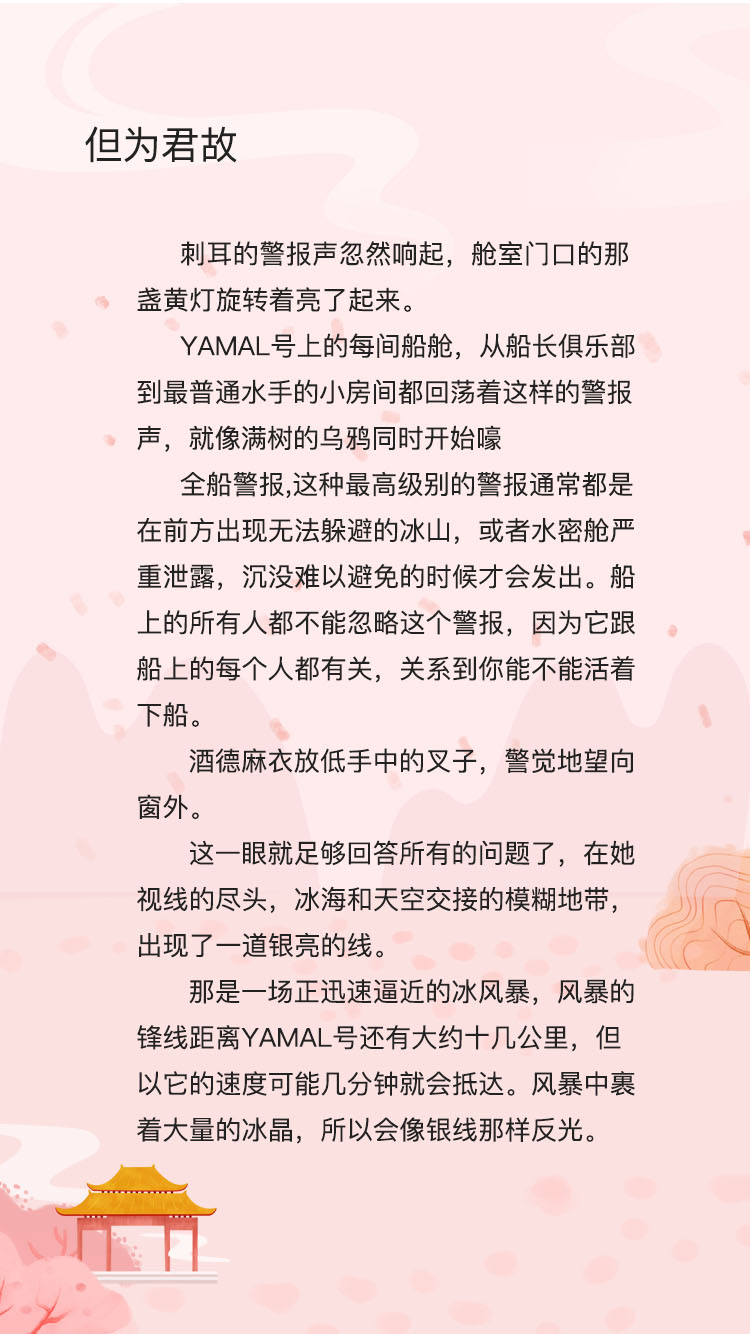 但为君故
刺耳的警报声忽然响起，舱室门口的那
盏黄灯旋转着亮了起来。
YAMAL号上的每间船舱，从船长俱乐部
到最普通水手的小房间都回荡着这样的警报
声，就像满树的乌鸦同时开始嚎
全船警报,这种最高级别的警报通常都是
在前方出现无法躲避的冰山，或者水密舱严
重泄露，沉没难以避免的时候才会发出。船
上的所有人都不能忽略这个警报，因为它跟
船上的每个人都有关，关系到你能不能活着
下船。
酒德麻衣放低手中的叉子，警觉地望向
窗外。
这一眼就足够回答所有的问题了，在她
视线的尽头，冰海和天空交接的模糊地带，
出现了一道银亮的线。
那是一场正迅速逼近的冰风暴，风暴的
锋线距离YAMAL号还有大约十几公里，但
以它的速度可能几分钟就会抵达。风暴中裹
着大量的冰晶，所以会像银线那样反光。